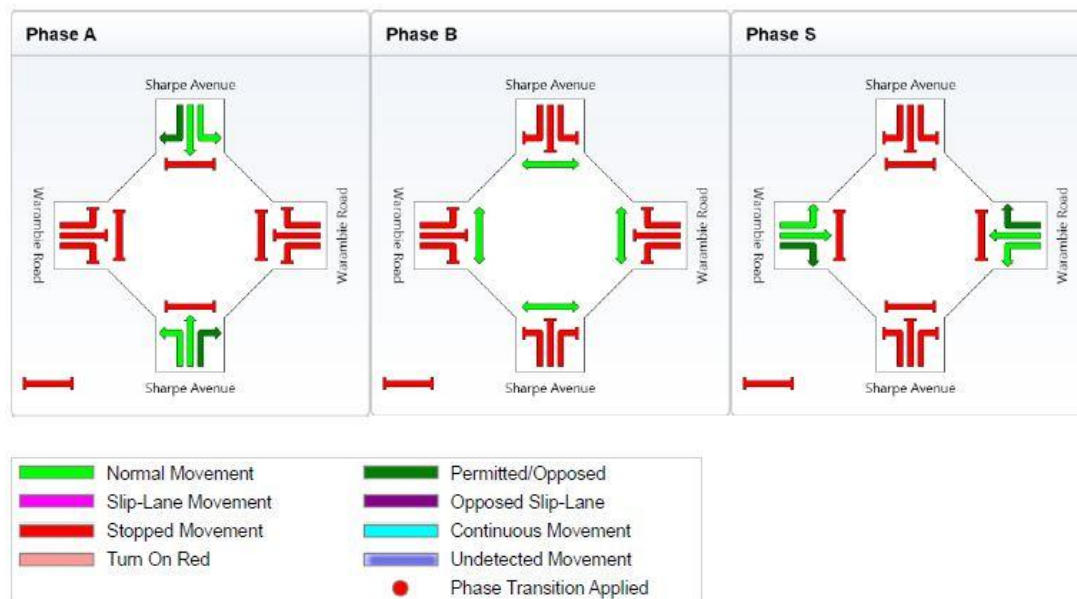 Phase A
Phase B
Phase S
Sharpe Avenue
Sharpe Avenue
Sharpe Avenue
Warambie Road
Warambie Road
Warambie Road
Warambie Road
Warambie Road
Warambie Road
Sharpe Avenue
Sharpe Avenue
Sharpe Avenue
Normal Movement
Permitted/Opposed
Slip-Lane Movement
Opposed Slip-Lane
Stopped Movement
Continuous Movement
Turn On Red
Undetected Movement
Phase Transition Applied